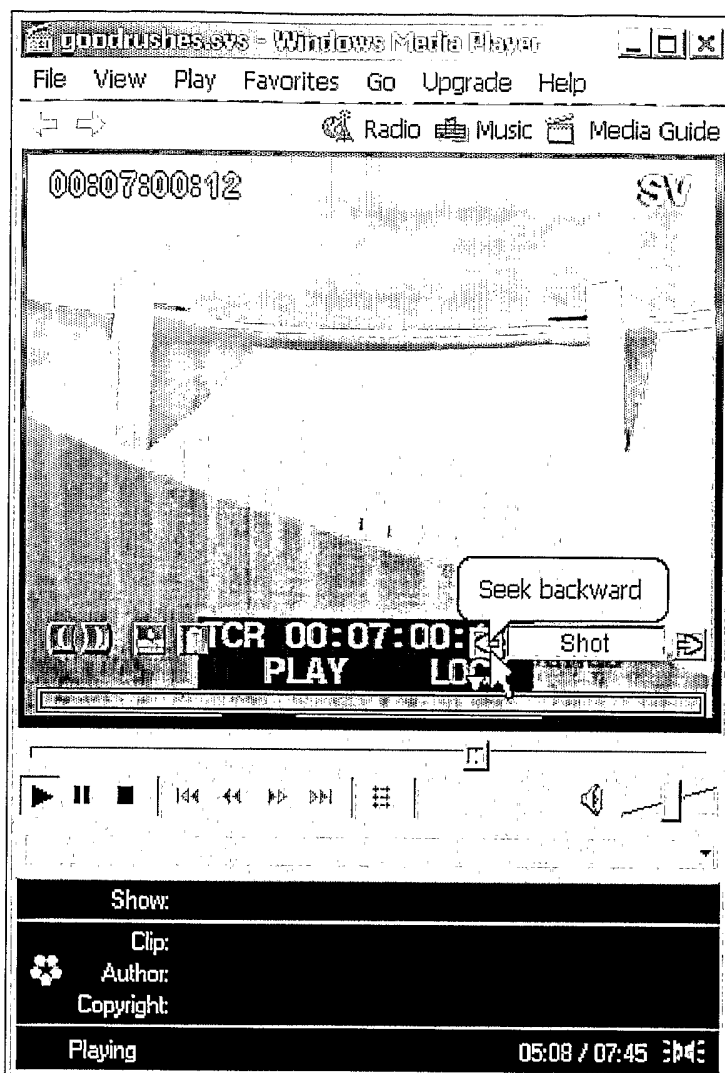 goodrushes.svs - Windows Media Player
File View Play Favorites Go Upgrade Help
Radio Music Media Guide
00:07:00:12 SV
Seek backward
TCR 00:07:00: Shot
PLAY
Show:
Clip:
Author:
Copyright:
Playing 05:08 / 07:45